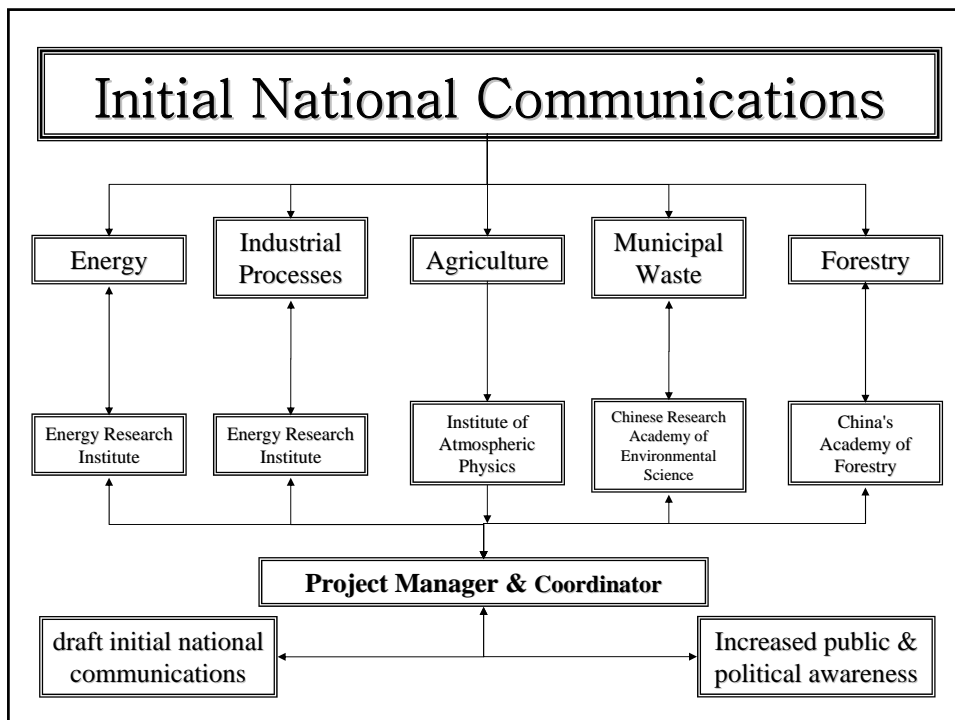 Initial National Communications
Energy
Industrial
Processes
Agriculture
Municipal
Waste
Forestry
Energy Research
Institute
Energy Research
Institute
Institute of
Atmospheric
Physics
Chinese Research
Academy of
Environmental
Science
China's
Academy of
Forestry
Project Manager & Coordinator
draft initial national
communications
Increased public &
political awareness